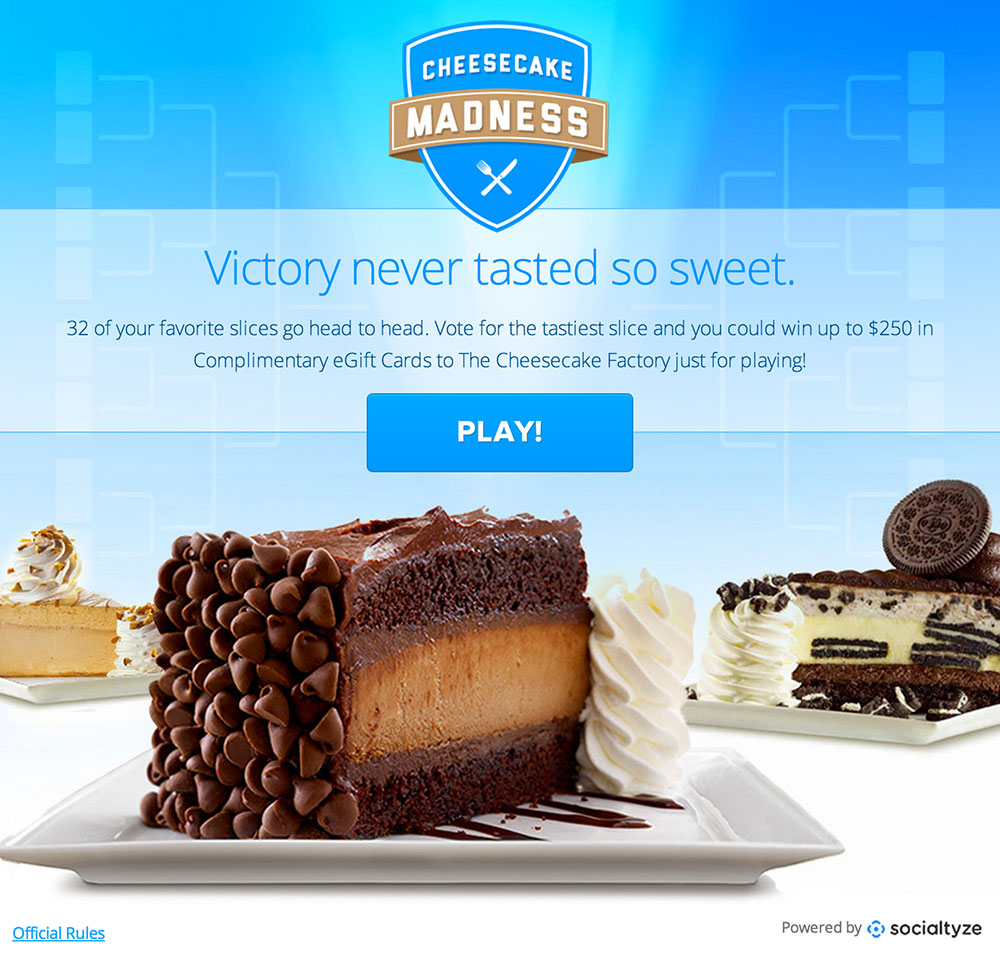 CHEESECAKE
MADNESS
Victory never tasted so sweet.
32 of your favorite slices go head to head. Vote for the tastiest slice and you could win up to $250 in
Complimentary eGift Cards to The Cheesecake Factory just for playing!
PLAY!
Official Rules
Powered by socialtyze